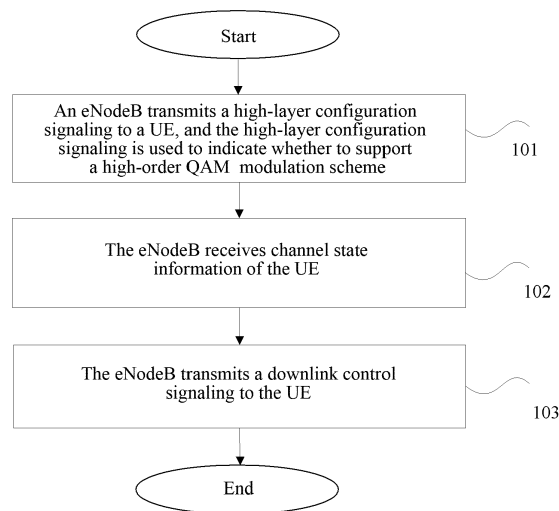 Start
An eNodeB transmits a high-layer configuration
signaling to a UE, and the high-layer configuration
signaling is used to indicate whether to support
a high-order QAM modulation scheme
101
The eNodeB receives channel state
information of the UE
102
The eNodeB transmits a downlink control
signaling to the UE
103
End